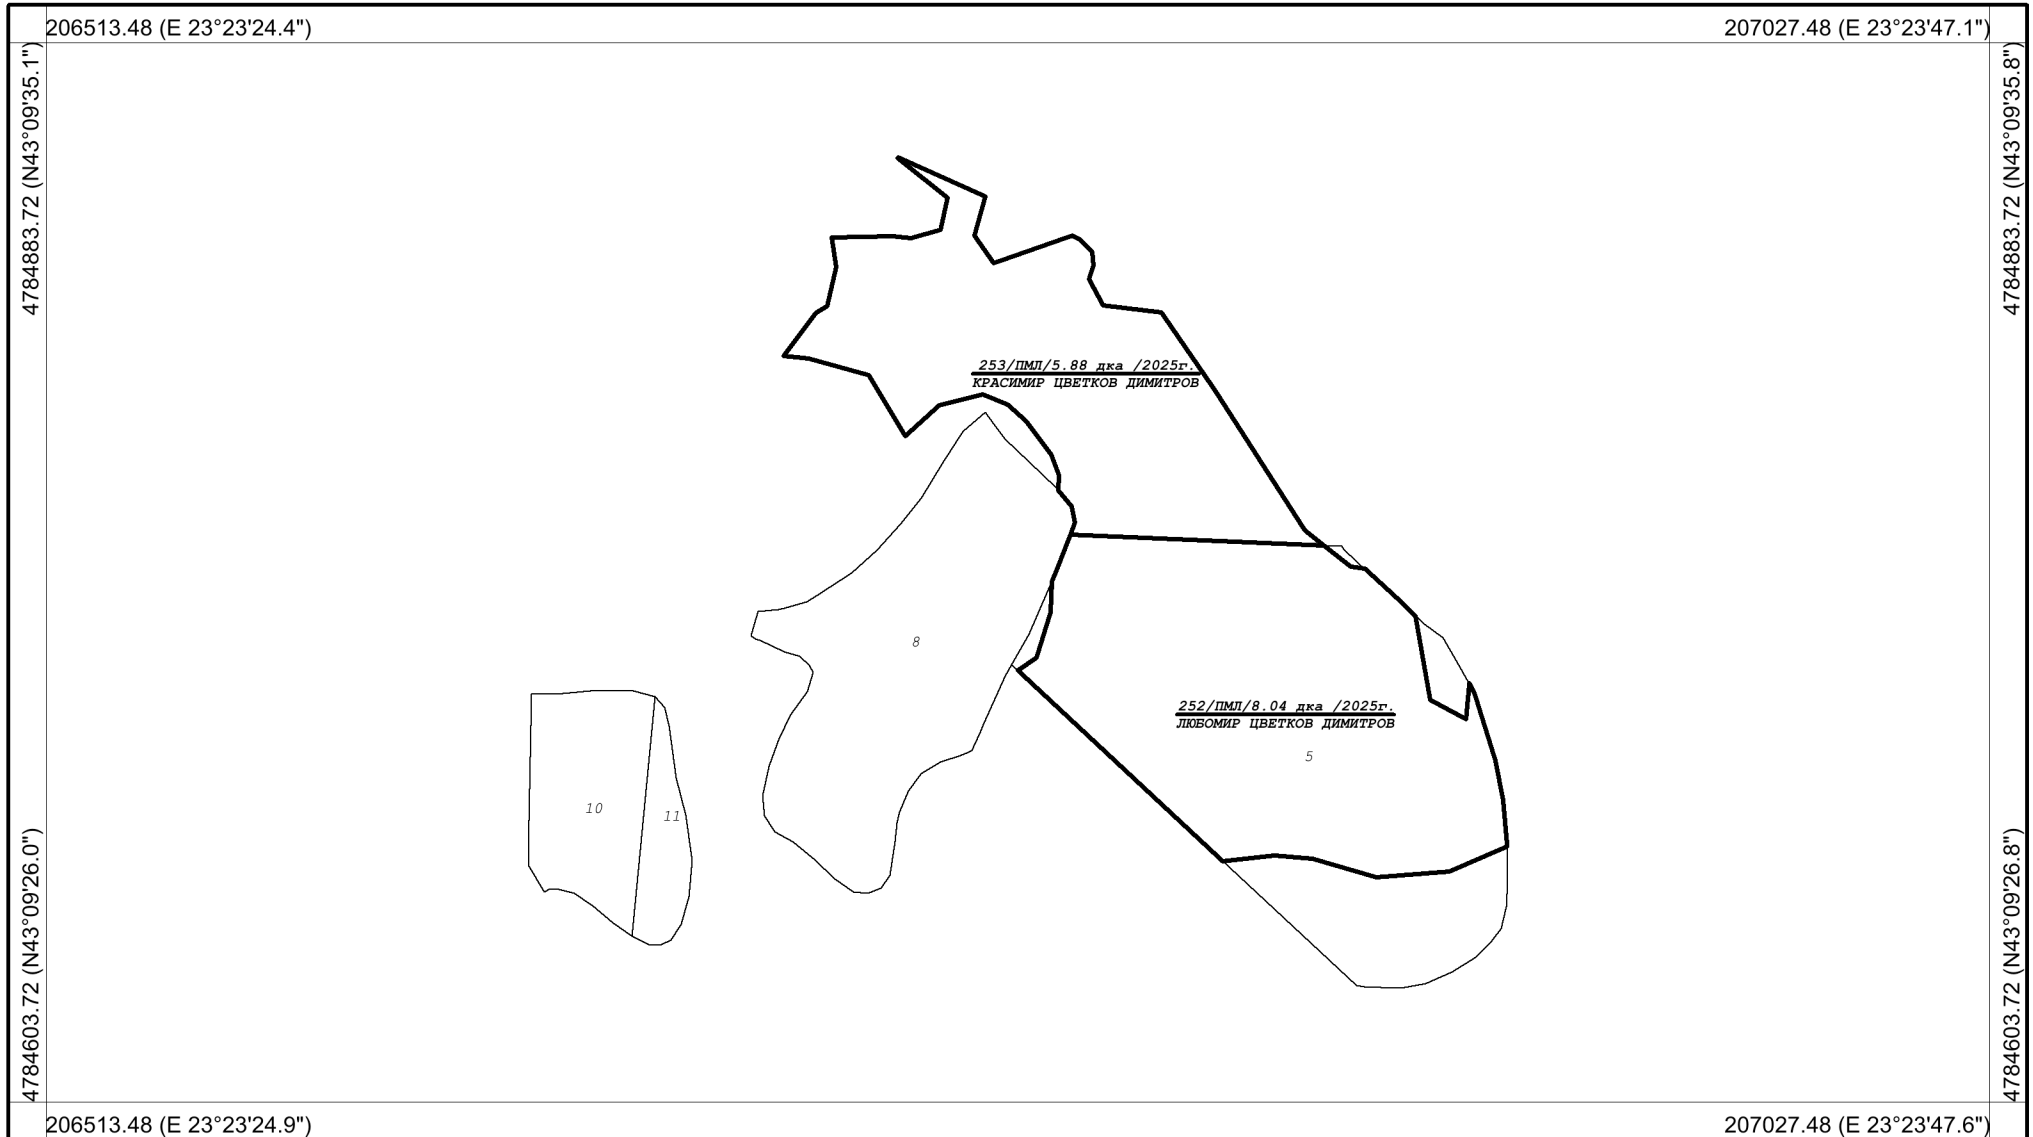 206513.48 (E 23°23'24.4")
207027.48 (E 23°23'47.1")
4784883.72 (N43°09'35.1")
4784883.72 (N43°09'35.8")
253/ПМЛ/5.88 дка /2025г.
КРАСИМИР ЦВЕТКОВ ДИМИТРОВ
8
252/ПМЛ/8.04 дка /2025г.
ЛЮБОМИР ЦВЕТКОВ ДИМИТРОВ
5
10
11
4784603.72 (N43°09'26.0")
4784603.72 (N43°09'26.8")
206513.48 (E 23°23'24.9")
207027.48 (E 23°23'47.6")